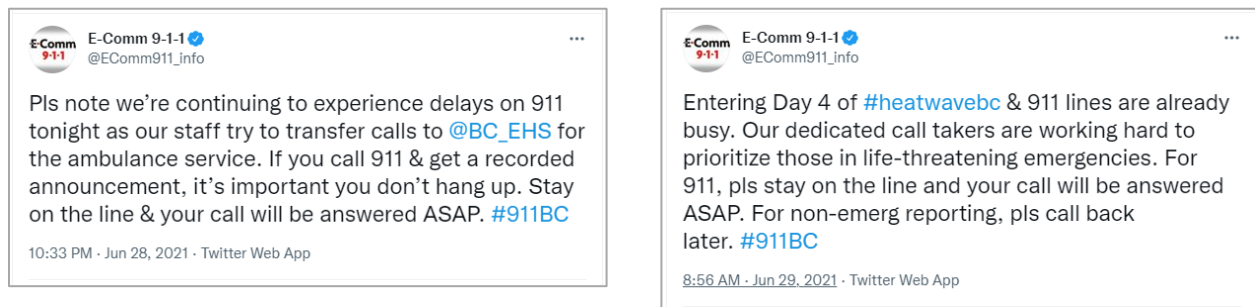 E-Comm 9-1-1
E-Comm 9-1-1
@EComm911_info
Pls note we're continuing to experience delays on 911
tonight as our staff try to transfer calls to @BC_EHS for
the ambulance service. If you call 911 & get a recorded
announcement, it's important you don't hang up. Stay
on the line & your call will be answered ASAP. #911BC
10:33 PM · Jun 28, 2021 · Twitter Web App
E-Comm 9-1-1
E-Comm 9-1-1
@EComm911_info
Entering Day 4 of #heatwavebc & 911 lines are already
busy. Our dedicated call takers are working hard to
prioritize those in life-threatening emergencies. For
911, pls stay on the line and your call will be answered
ASAP. For non-emerg reporting, pls call back
later. #911BC
8:56 AM · Jun 29, 2021 · Twitter Web App